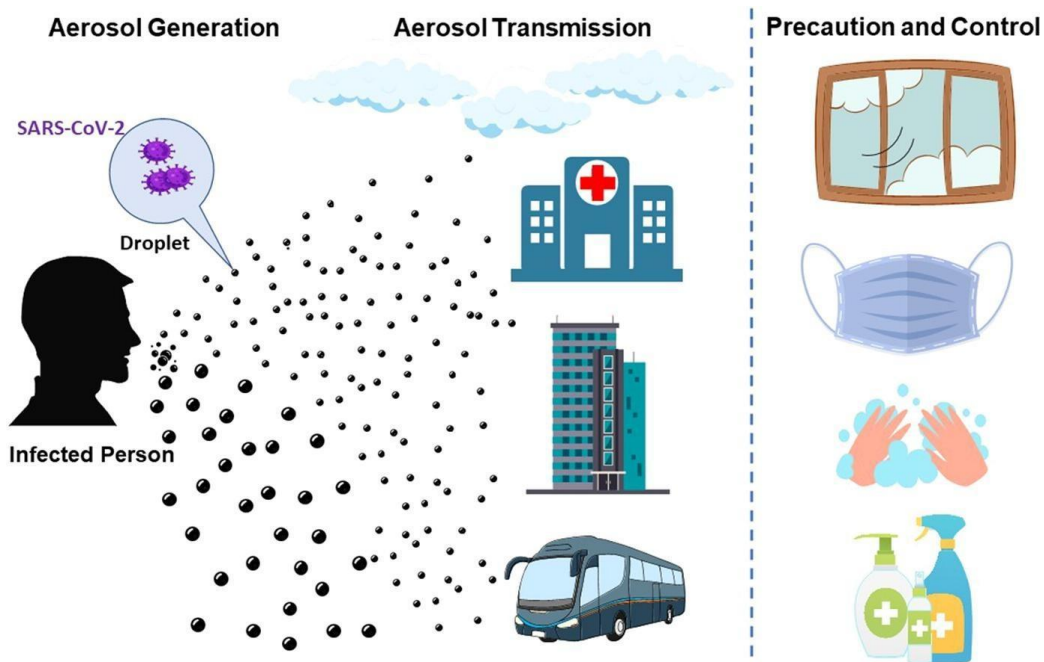 Aerosol Generation
Aerosol Transmission
Precaution and Control
SARS-CoV-2
Droplet
Infected Person